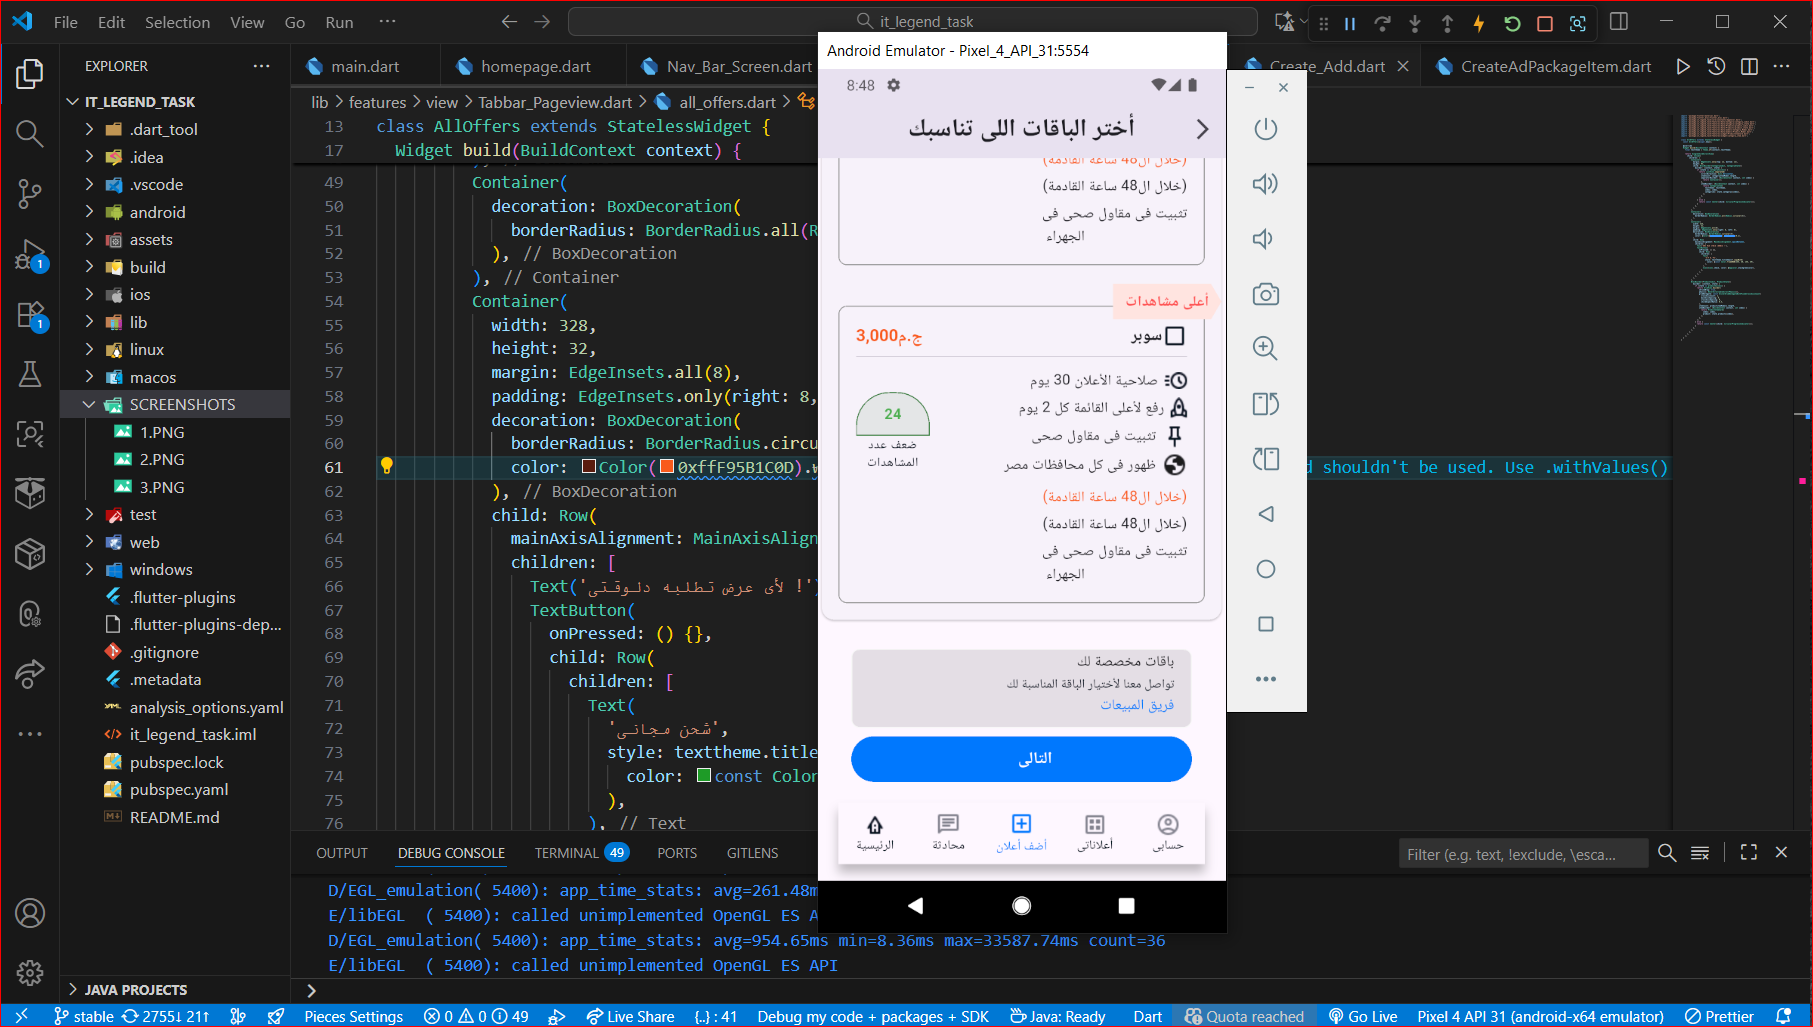 File Edit Selection View Go Run ···
it_legend_task
EXPLORER
IT_LEGEND_TASK
.dart_tool
.idea
.vscode
android
assets
build
ios
lib
linux
macos
SCREENSHOTS
1.PNG
2.PNG
3.PNG
test
web
windows
.flutter-plugins
.flutter-plugins-dep...
.gitignore
.metadata
analysis_options.yaml
it_legend_task.iml
pubspec.lock
pubspec.yaml
README.md
JAVA PROJECTS
1
1
main.dart
homepage.dart
Nav_Bar_Screen.dart
Create_Add.dart
CreateAdPackageItem.dart
lib > features > view > Tabbar_Pageview.dart > all_offers.dart >
13 class AllOffers extends StatelessWidget {
17 Widget build(BuildContext context) {
49 Container(
50 decoration: BoxDecoration(
51 borderRadius: BorderRadius.all(R
52 ), // BoxDecoration
53 ), // Container
54 Container(
55 width: 328,
56 height: 32,
57 margin: EdgeInsets.all(8),
58 padding: EdgeInsets.only(right: 8,
59 decoration: BoxDecoration(
60 borderRadius: BorderRadius.circu
61 color: Color(0xffF95B1C0D).w
d shouldn't be used. Use .withValues()
62 ), // BoxDecoration
63 child: Row(
64 mainAxisAlignment: MainAxisAlign
65 children: [
66 Text('لأى عرض تطلبه دلوقتى !')
67 TextButton(
68 onPressed: () {},
69 child: Row(
70 children: [
71 Text(
72 'شحن مجانى',
73 style: texttheme.title
74 color: const Color
75 ),
76 ), // Text
Android Emulator - Pixel_4_API_31:5554
8:48
أختر الباقات اللى تناسبك
(خلال ال48 ساعة القادمة)
(خلال ال48 ساعة القادمة)
تثبيت فى مقاول صحى فى
الجهراء
أعلى مشاهدات
سوبر
3,000ج.م
صلاحية الأعلان 30 يوم
رفع لأعلى القائمة كل 2 يوم
تثبيت فى مقاول صحى
ظهور فى كل محافظات مصر
24
ضعف عدد
المشاهدات
(خلال ال48 ساعة القادمة)
(خلال ال48 ساعة القادمة)
تثبيت فى مقاول صحى فى
الجهراء
باقات مخصصة لك
تواصل معنا لأختيار الباقة المناسبة لك
فريق المبيعات
التالى
الرئيسية
محادثة
أضف أعلان
أعلاناتى
حسابى
OUTPUT DEBUG CONSOLE TERMINAL 49 PORTS GITLENS
Filter (e.g. text, !exclude, \esca...
D/EGL_emulation( 5400): app_time_stats: avg=261.48m
E/libEGL ( 5400): called unimplemented OpenGL ES A
D/EGL_emulation( 5400): app_time_stats: avg=954.65ms min=8.36ms max=33587.74ms count=36
E/libEGL ( 5400): called unimplemented OpenGL ES API
stable 2755↓ 21↑ Pieces Settings 0 0 49 Live Share {..} : 41 Debug my code + packages + SDK Java: Ready Dart Quota reached Go Live Pixel 4 API 31 (android-x64 emulator) Prettier